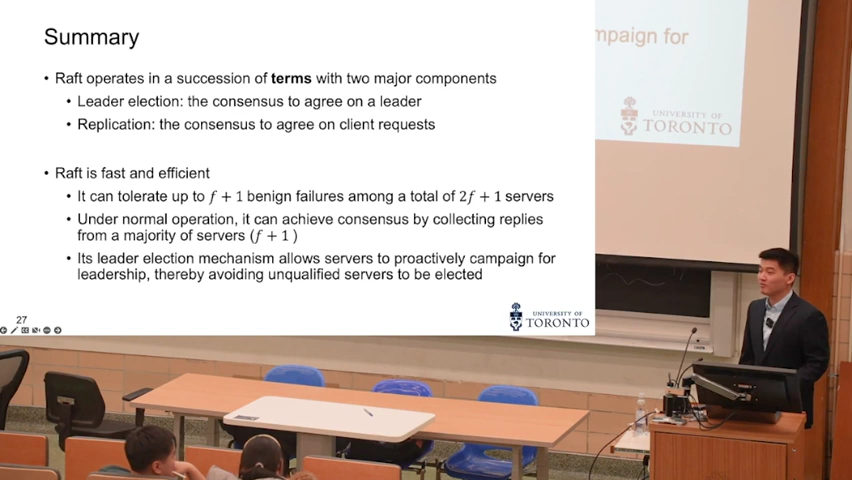 Summary
• Raft operates in a succession of terms with two major components
• Leader election: the consensus to agree on a leader
• Replication: the consensus to agree on client requests
• Raft is fast and efficient
• It can tolerate up to f + 1 benign failures among a total of 2f + 1 servers
• Under normal operation, it can achieve consensus by collecting replies
from a majority of servers (f + 1 )
• Its leader election mechanism allows servers to proactively campaign for
leadership, thereby avoiding unqualified servers to be elected
27
UNIVERSITY OF
TORONTO
mpaign for
UNIVERSITY OF
TORONTO